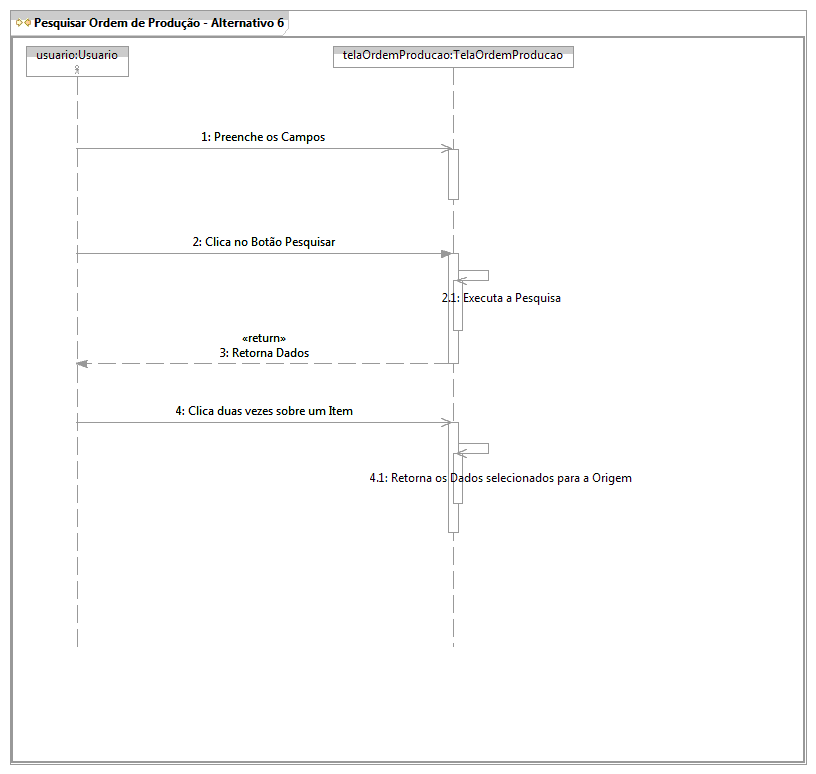 Pesquisar Ordem de Produção - Alternativo 6
usuario:Usuario
telaOrdemProducao:TelaOrdemProducao
1: Preenche os Campos
2: Clica no Botão Pesquisar
2.1: Executa a Pesquisa
«return»
3: Retorna Dados
4: Clica duas vezes sobre um Item
4.1: Retorna os Dados selecionados para a Origem